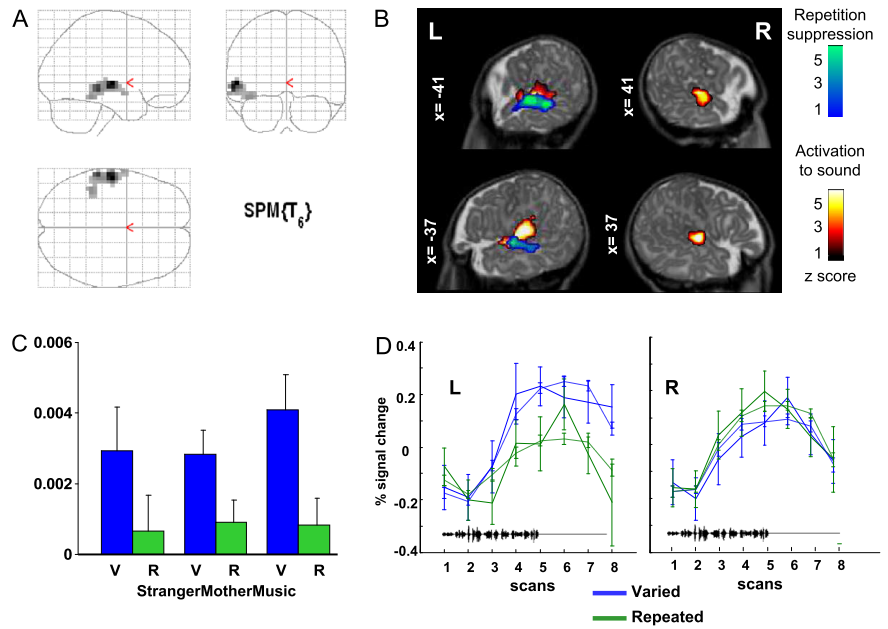 A
SPM{T6}
B
L
R
x= -41
x= 41
x= -37
x= 37
Repetition
suppression
5
3
1
Activation
to sound
5
3
1
z score
C
0.006
0.004
0.002
0
V R V R V R
StrangerMotherMusic
D
% signal change
0.4
0.2
0
-0.2
-0.4
L
1 2 3 4 5 6 7 8
scans
R
1 2 3 4 5 6 7 8
scans
Varied
Repeated